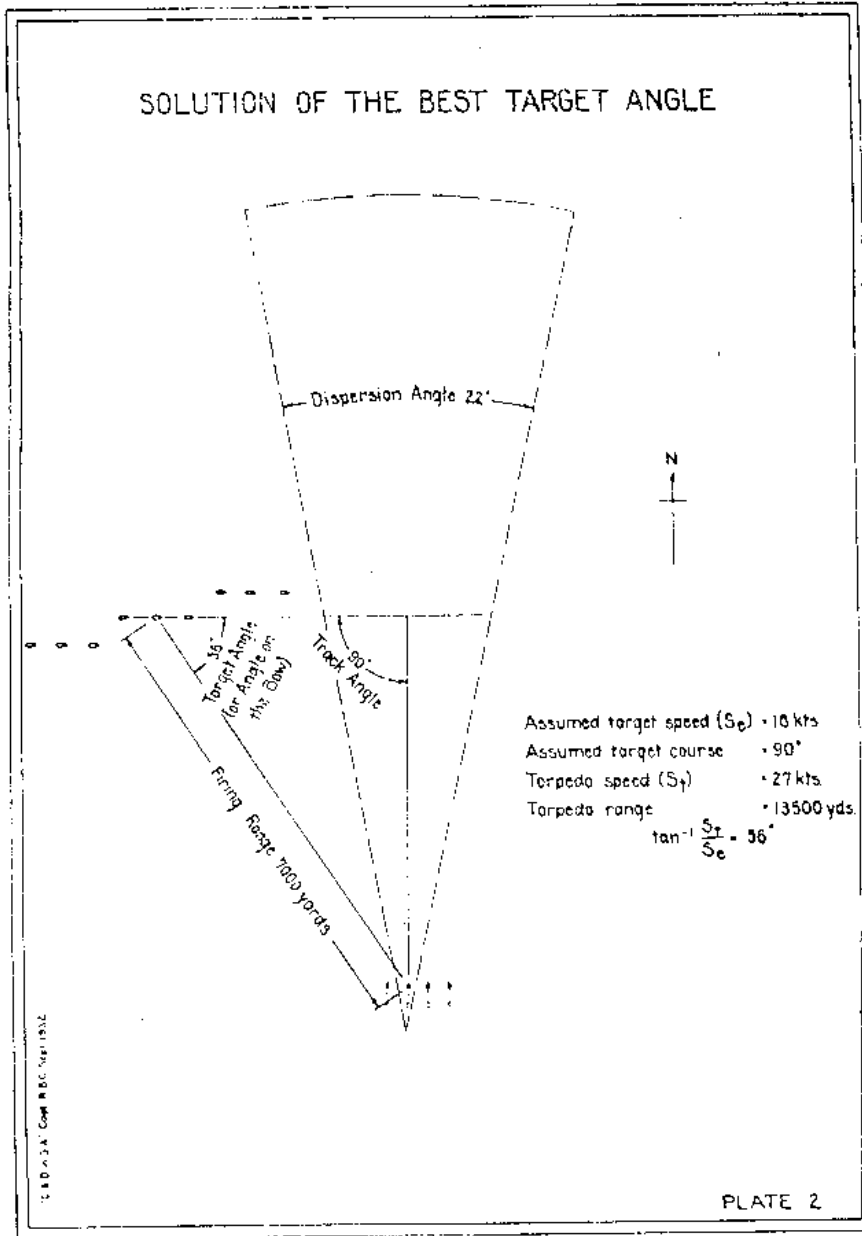 SOLUTION OF THE BEST TARGET ANGLE
Dispersion Angle 22°
N
56°
Target Angle
(or Angle on
the Bow)
90°
Track Angle
Firing Range 7000 yards
Assumed target speed (Se) = 18 kts
Assumed target course = 90°
Torpedo speed (St) = 27 kts.
Torpedo range = 13500 yds.
tan⁻¹ St/Se = 56°
PLATE 2